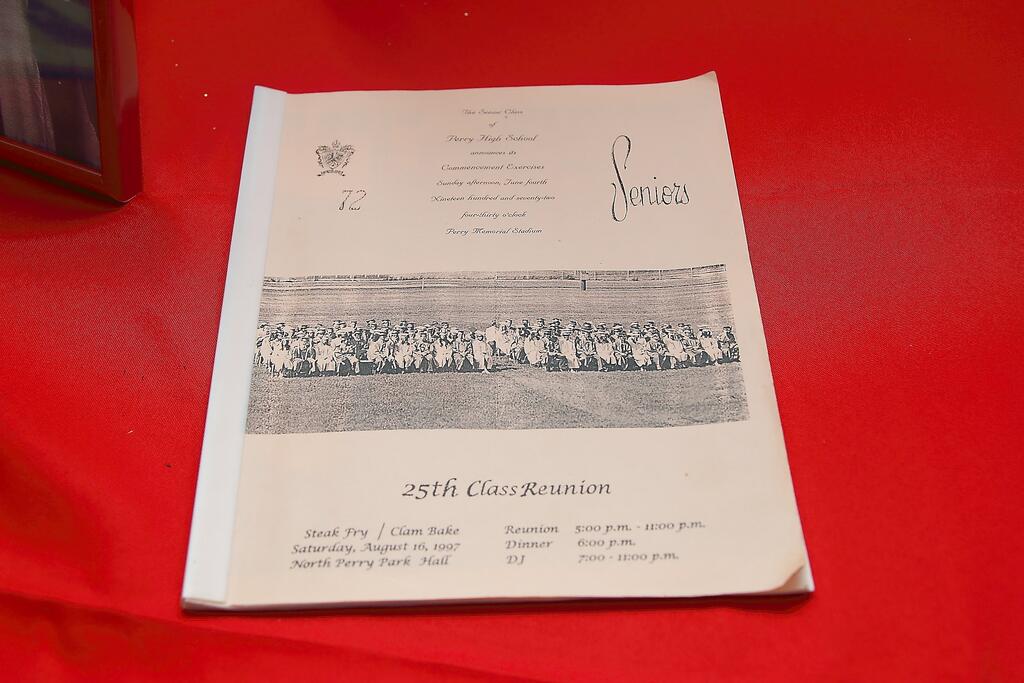 The Senior Class
of
Perry High School
announces its
Commencement Exercises
Sunday afternoon, June fourth
Nineteen hundred and seventy-two
four-thirty o'clock
Perry Memorial Stadium
72
Seniors
25th Class Reunion
Steak Fry / Clam Bake
Saturday, August 16, 1997
North Perry Park Hall
Reunion 5:00 p.m. - 11:00 p.m.
Dinner 6:00 p.m.
DJ 7:00 - 11:00 p.m.